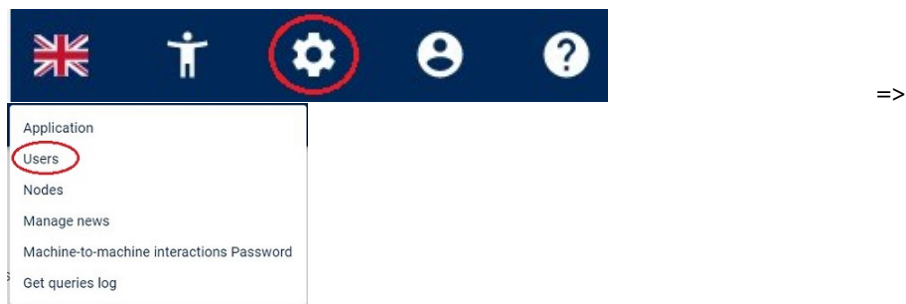 =>
Application
Users
Nodes
Manage news
Machine-to-machine interactions Password
s
Get queries log